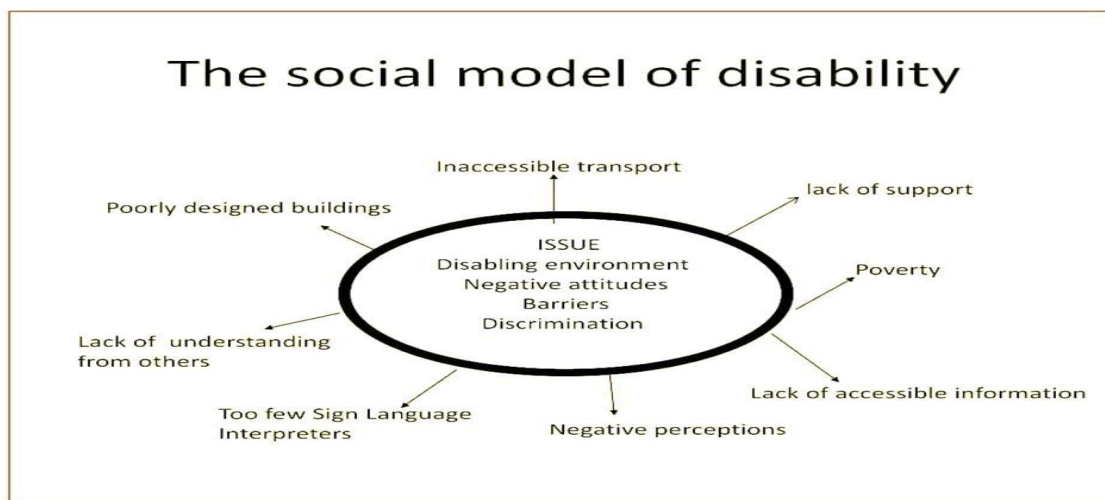 The social model of disability
Inaccessible transport
lack of support
Poorly designed buildings
ISSUE
Disabling environment
Negative attitudes
Barriers
Discrimination
Poverty
Lack of understanding
from others
Lack of accessible information
Too few Sign Language
Interpreters
Negative perceptions